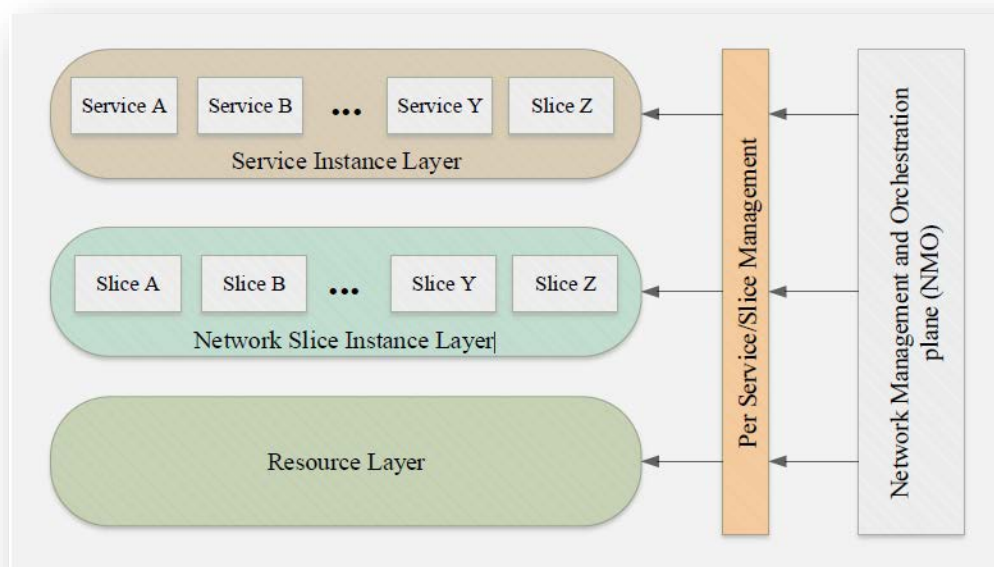 Service A
Service B
...
Service Y
Slice Z
Service Instance Layer
Slice A
Slice B
...
Slice Y
Slice Z
Network Slice Instance Layer
Resource Layer
Per Service/Slice Management
Network Management and Orchestration
plane (NMO)